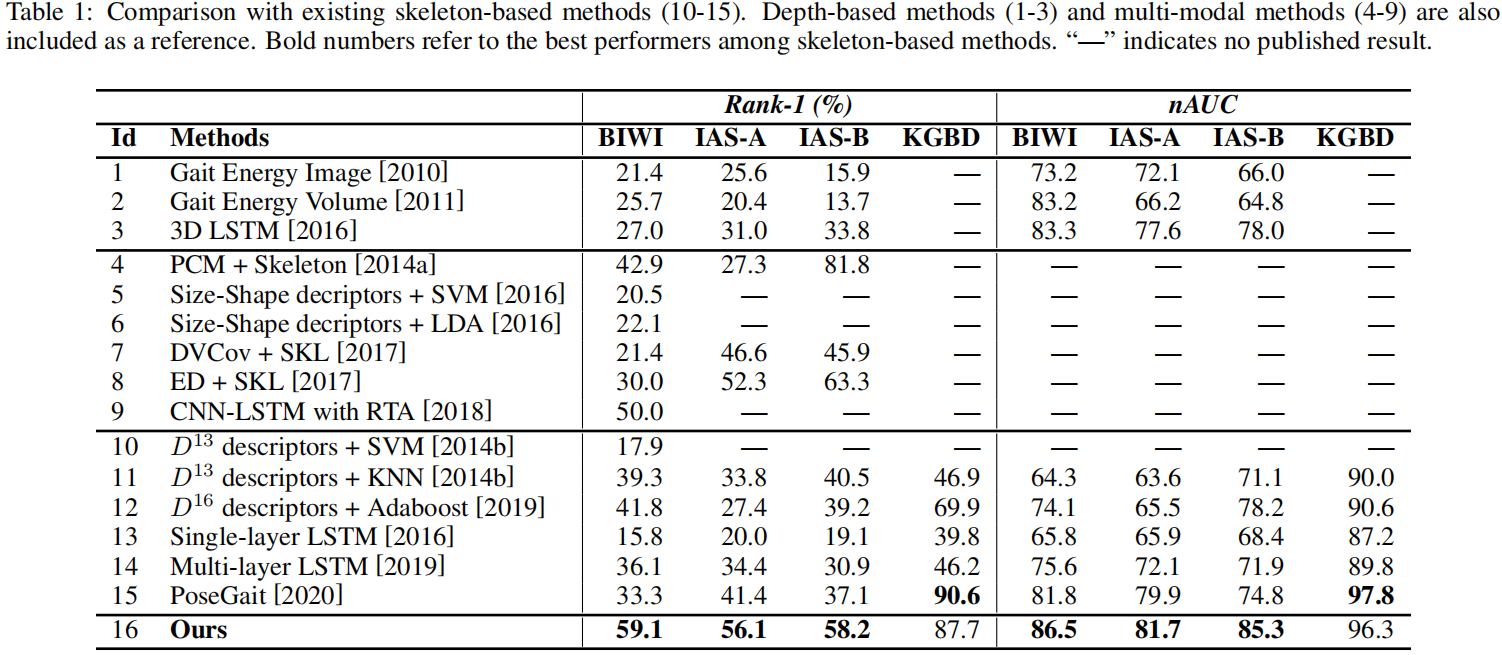 Table 1: Comparison with existing skeleton-based methods (10-15). Depth-based methods (1-3) and multi-modal methods (4-9) are also
included as a reference. Bold numbers refer to the best performers among skeleton-based methods. “—” indicates no published result.
Rank-1 (%) nAUC
Id Methods BIWI IAS-A IAS-B KGBD BIWI IAS-A IAS-B KGBD
1 Gait Energy Image [2010] 21.4 25.6 15.9 — 73.2 72.1 66.0 —
2 Gait Energy Volume [2011] 25.7 20.4 13.7 — 83.2 66.2 64.8 —
3 3D LSTM [2016] 27.0 31.0 33.8 — 83.3 77.6 78.0 —
4 PCM + Skeleton [2014a] 42.9 27.3 81.8 — — — — —
5 Size-Shape decriptors + SVM [2016] 20.5 — — — — — — —
6 Size-Shape decriptors + LDA [2016] 22.1 — — — — — — —
7 DVCov + SKL [2017] 21.4 46.6 45.9 — — — — —
8 ED + SKL [2017] 30.0 52.3 63.3 — — — — —
9 CNN-LSTM with RTA [2018] 50.0 — — — — — — —
10 D¹³ descriptors + SVM [2014b] 17.9 — — — — — — —
11 D¹³ descriptors + KNN [2014b] 39.3 33.8 40.5 46.9 64.3 63.6 71.1 90.0
12 D¹⁶ descriptors + Adaboost [2019] 41.8 27.4 39.2 69.9 74.1 65.5 78.2 90.6
13 Single-layer LSTM [2016] 15.8 20.0 19.1 39.8 65.8 65.9 68.4 87.2
14 Multi-layer LSTM [2019] 36.1 34.4 30.9 46.2 75.6 72.1 71.9 89.8
15 PoseGait [2020] 33.3 41.4 37.1 90.6 81.8 79.9 74.8 97.8
16 Ours 59.1 56.1 58.2 87.7 86.5 81.7 85.3 96.3